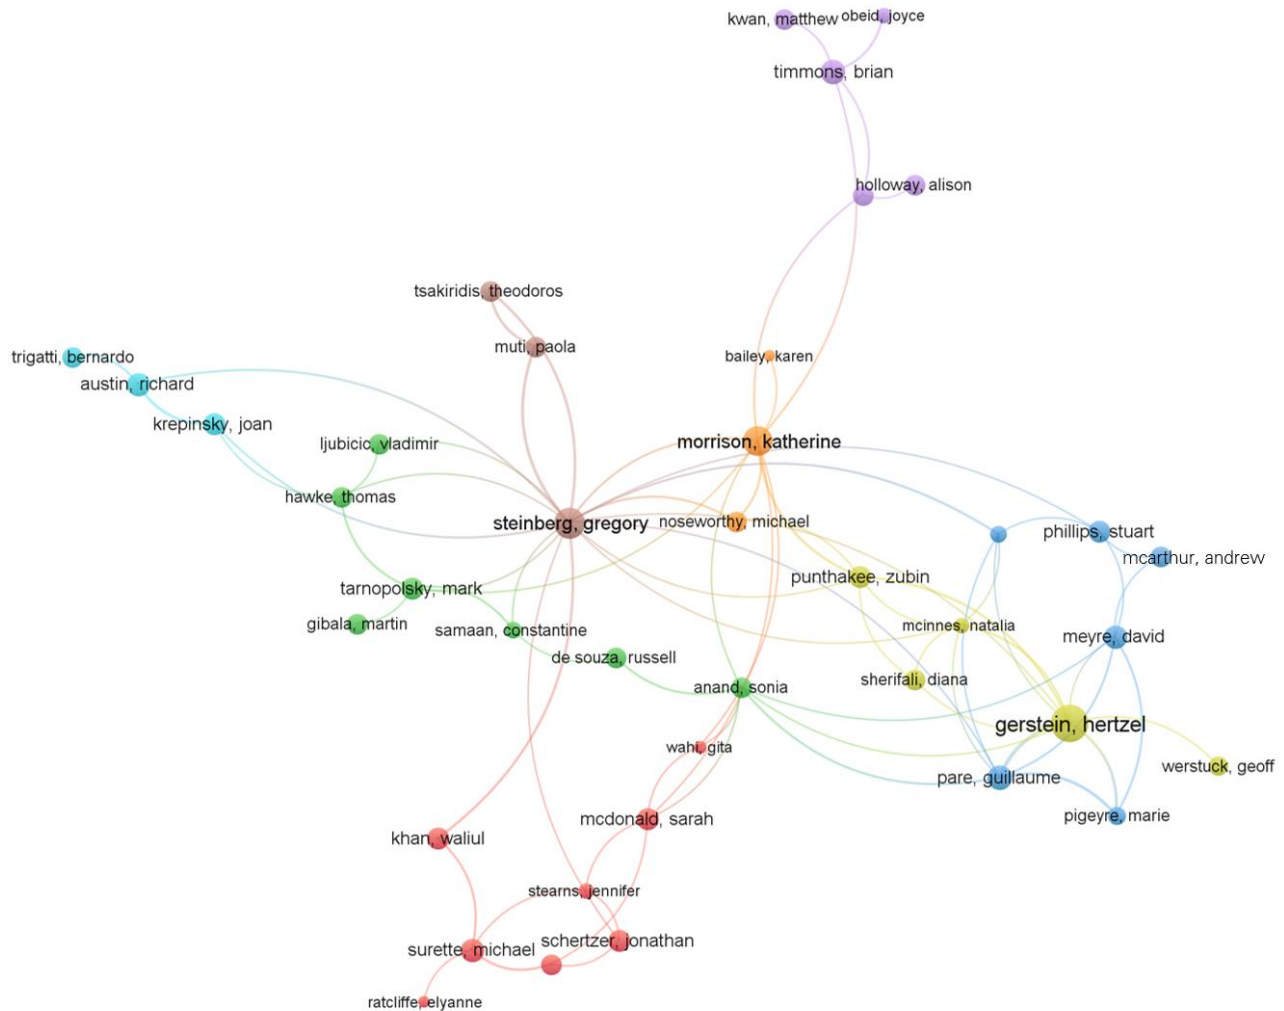 kwan, matthew
obeid, joyce
timmons, brian
holloway, alison
tsakiridis, theodoros
muti, paola
trigatti, bernardo
bailey, karen
austin, richard
krepinsky, joan
ljubicic, vladimir
morrison, katherine
hawke, thomas
steinberg, gregory
noseworthy, michael
phillips, stuart
mcarthur, andrew
punthakee, zubin
tarnopolsky, mark
gibala, martin
samaan, constantine
mcinnes, natalia
meyre, david
de souza, russell
sherifali, diana
anand, sonia
gerstein, hertzel
wahi, gita
werstuck, geoff
pare, guillaume
mcdonald, sarah
pigeyre, marie
khan, waliul
stearns, jennifer
schertzer, jonathan
surette, michael
ratcliffe, elyanne